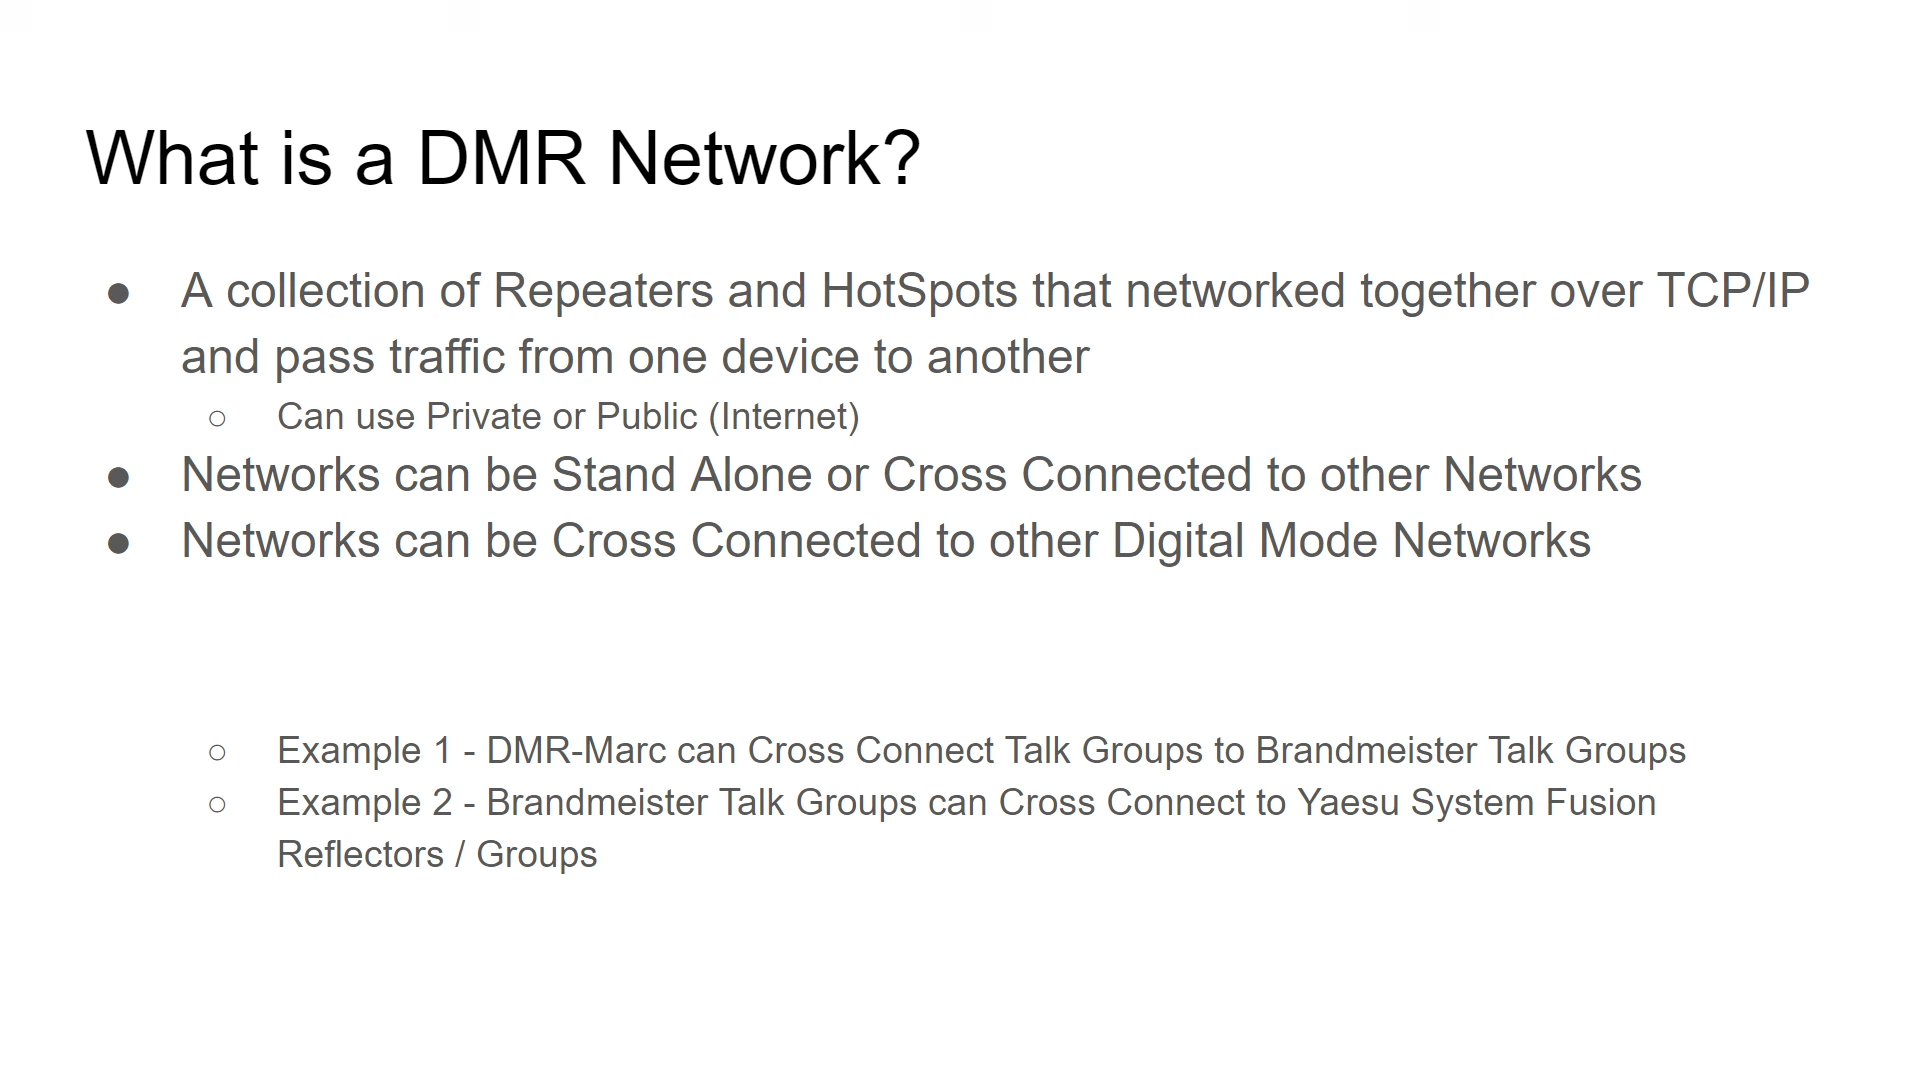 What is a DMR Network?
● A collection of Repeaters and HotSpots that networked together over TCP/IP
and pass traffic from one device to another
○ Can use Private or Public (Internet)
● Networks can be Stand Alone or Cross Connected to other Networks
● Networks can be Cross Connected to other Digital Mode Networks
○ Example 1 - DMR-Marc can Cross Connect Talk Groups to Brandmeister Talk Groups
○ Example 2 - Brandmeister Talk Groups can Cross Connect to Yaesu System Fusion
Reflectors / Groups